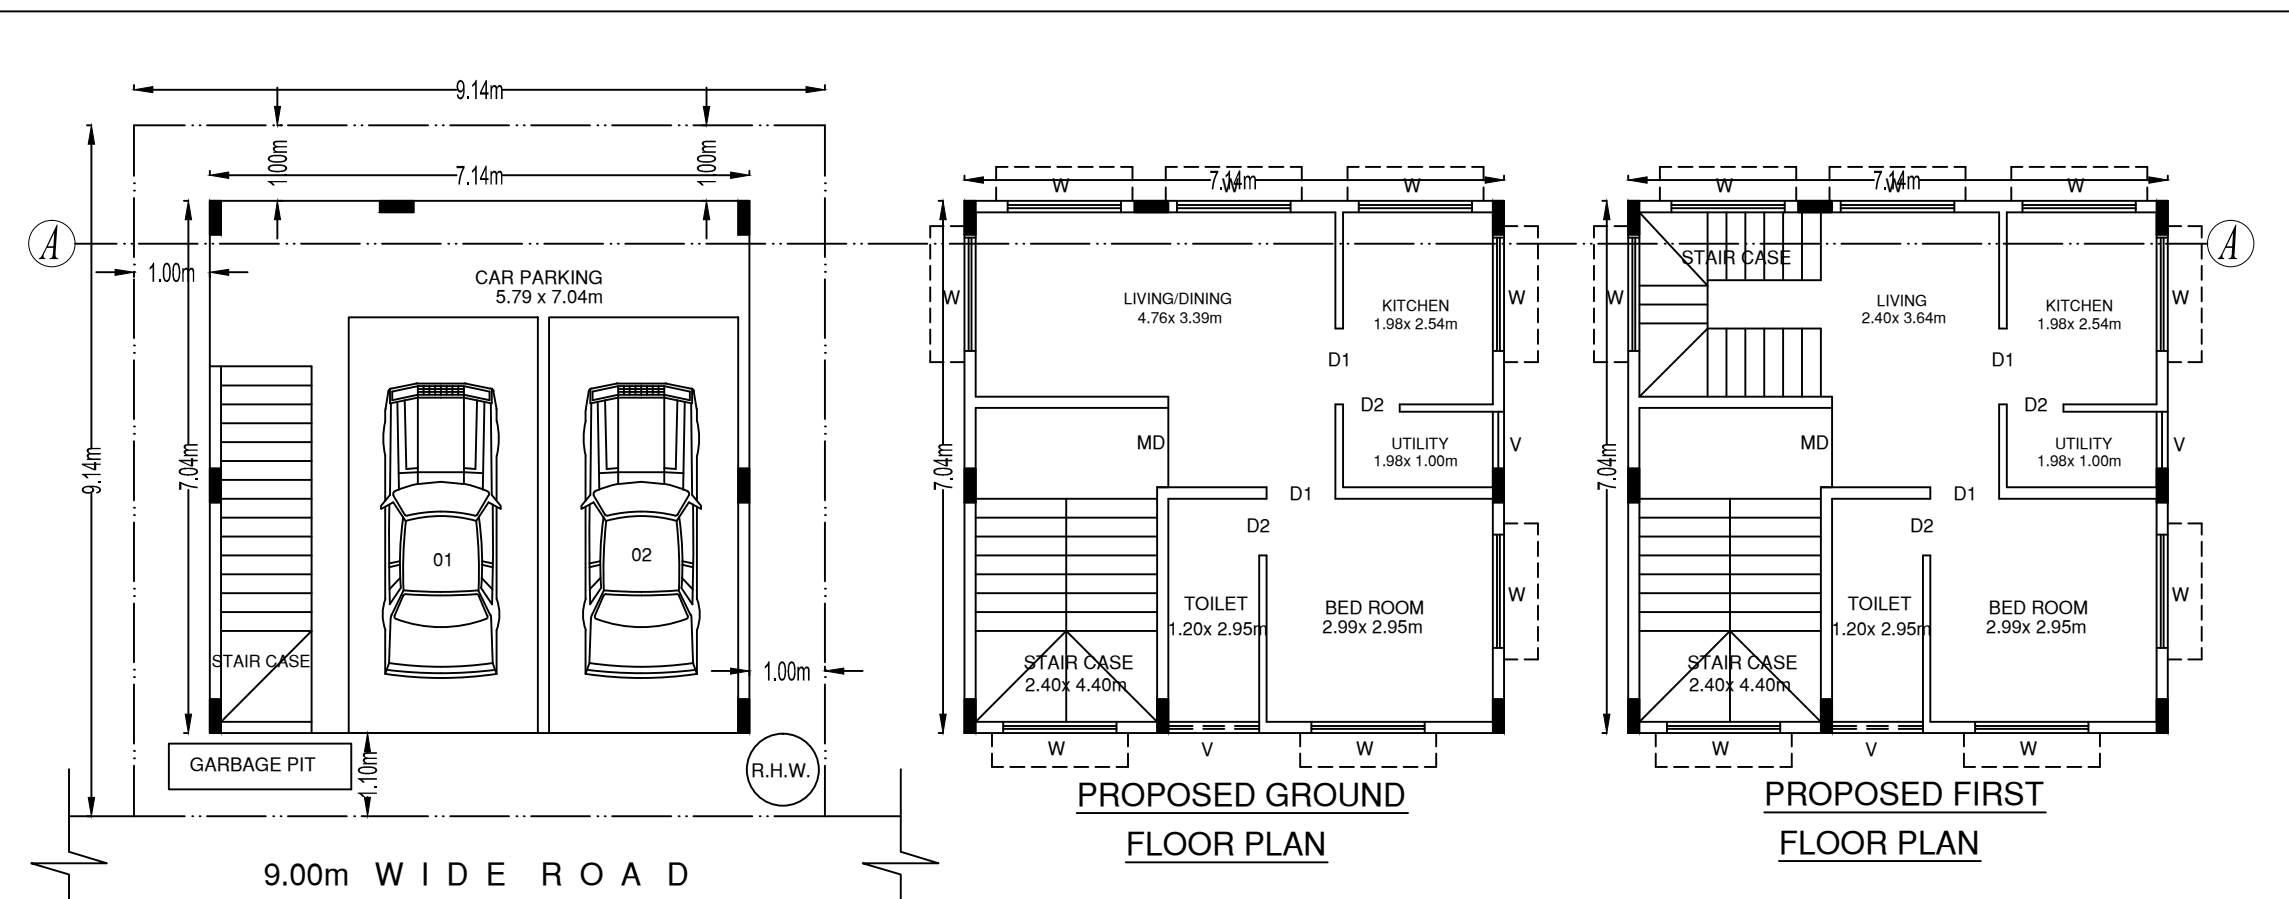 9.14m
1.00m
1.00m
7.14m
A
1.00m
CAR PARKING
5.79 x 7.04m
9.14m
7.04m
01
02
STAIR CASE
1.00m
GARBAGE PIT
1.10m
R.H.W.
9.00m WIDE ROAD
W
W
7.14m
W
W
LIVING/DINING
4.76x 3.39m
KITCHEN
1.98x 2.54m
W
D1
D2
MD
UTILITY
1.98x 1.00m
V
7.04m
D1
D2
TOILET
1.20x 2.95m
BED ROOM
2.99x 2.95m
W
STAIR CASE
2.40x 4.40m
W
V
W
PROPOSED GROUND
FLOOR PLAN
W
W
7.14m
W
A
STAIR CASE
W
LIVING
2.40x 3.64m
KITCHEN
1.98x 2.54m
W
D1
D2
MD
UTILITY
1.98x 1.00m
V
7.04m
D1
D2
TOILET
1.20x 2.95m
BED ROOM
2.99x 2.95m
W
STAIR CASE
2.40x 4.40m
W
V
W
PROPOSED FIRST
FLOOR PLAN